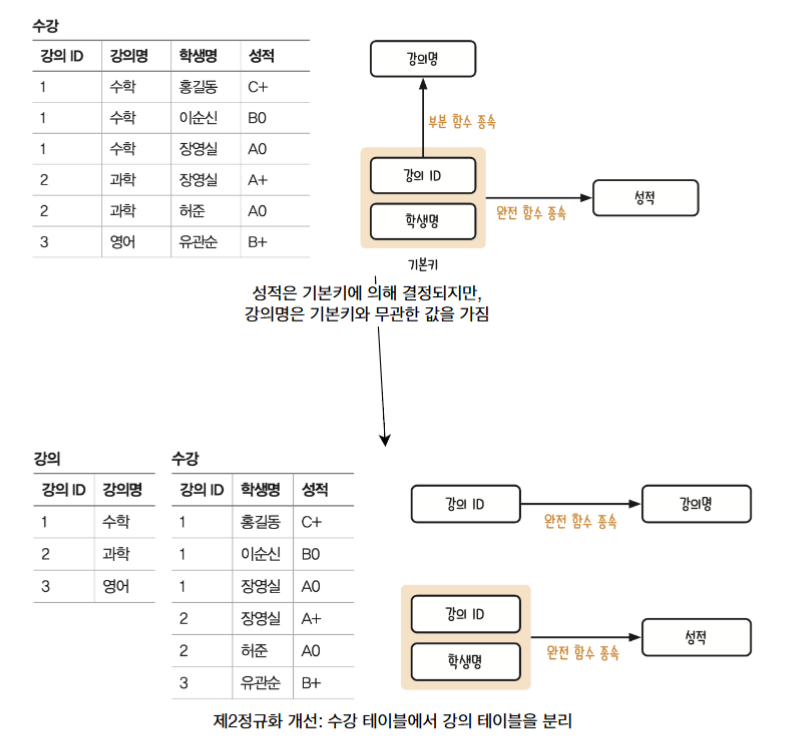 수강
강의 ID 강의명 학생명 성적
1 수학 홍길동 C+
1 수학 이순신 B0
1 수학 장영실 A0
2 과학 장영실 A+
2 과학 허준 A0
3 영어 유관순 B+
강의명
부분 함수 종속
강의 ID
학생명
기본키
완전 함수 종속
성적
성적은 기본키에 의해 결정되지만,
강의명은 기본키와 무관한 값을 가짐
강의
강의 ID 강의명
1 수학
2 과학
3 영어
수강
강의 ID 학생명 성적
1 홍길동 C+
1 이순신 B0
1 장영실 A0
2 장영실 A+
2 허준 A0
3 유관순 B+
강의 ID
완전 함수 종속
강의명
강의 ID
학생명
완전 함수 종속
성적
제2정규화 개선: 수강 테이블에서 강의 테이블을 분리